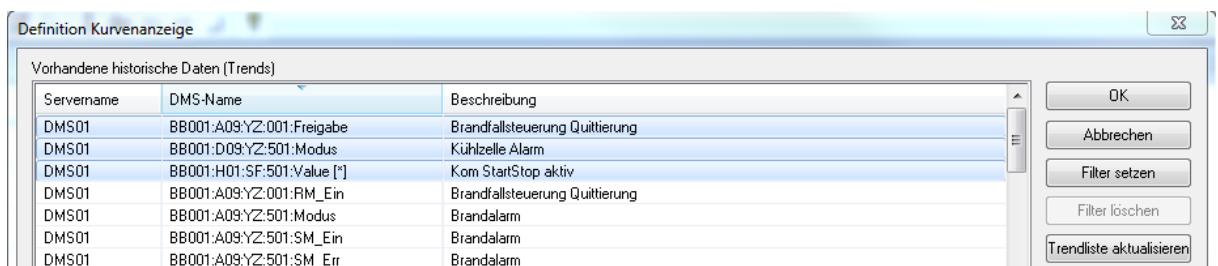 Definition Kurvenanzeige
Vorhandene historische Daten (Trends)
Servername DMS-Name Beschreibung
DMS01 BB001:A09:YZ:001:Freigabe Brandfallsteuerung Quittierung
DMS01 BB001:D09:YZ:501:Modus Kühlzelle Alarm
DMS01 BB001:H01:SF:501:Value [*] Kom StartStop aktiv
DMS01 BB001:A09:YZ:001:RM_Ein Brandfallsteuerung Quittierung
DMS01 BB001:A09:YZ:501:Modus Brandalarm
DMS01 BB001:A09:YZ:501:SM_Ein Brandalarm
DMS01 BB001:A09:YZ:501:SM_Err Brandalarm
OK
Abbrechen
Filter setzen
Filter löschen
Trendliste aktualisieren